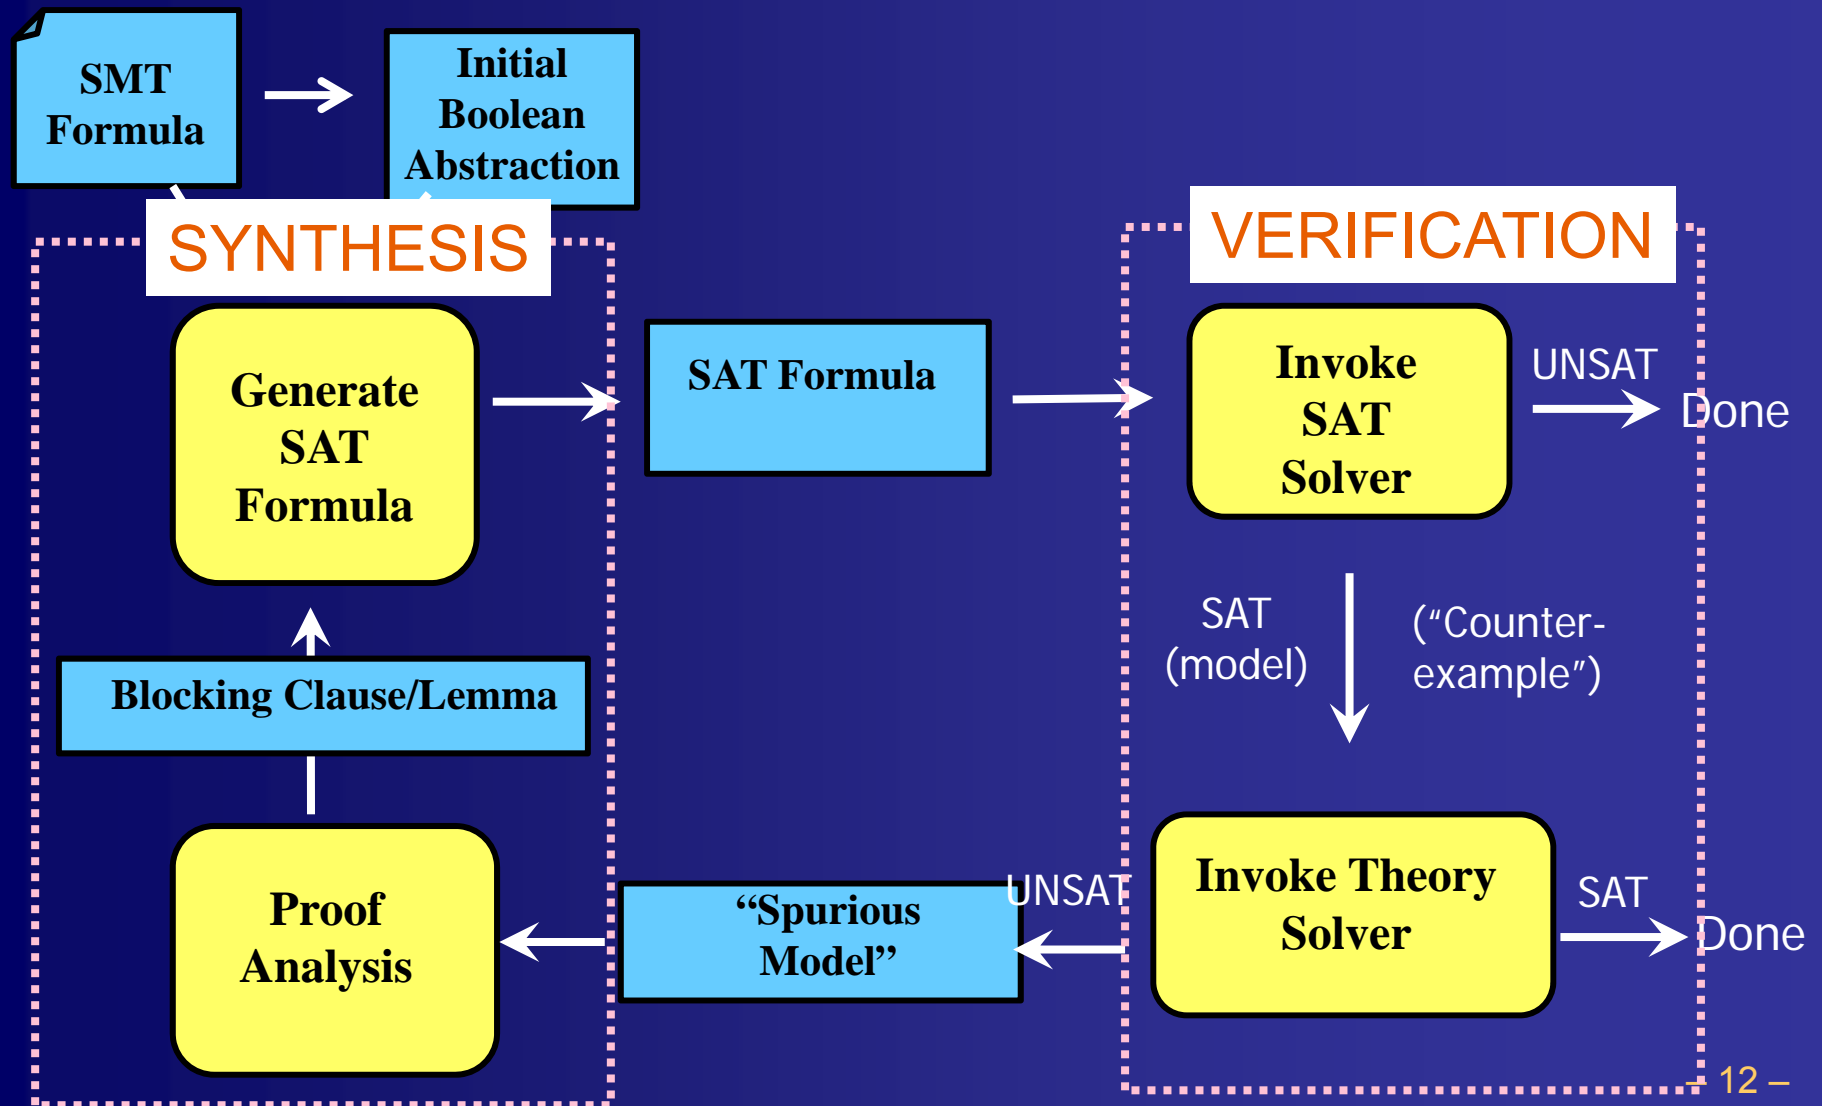 SMT
Formula
Initial
Boolean
Abstraction
SYNTHESIS
VERIFICATION
Generate
SAT
Formula
SAT Formula
Invoke
SAT
Solver
UNSAT
Done
SAT
(model)
("Counter-
example")
Blocking Clause/Lemma
Proof
Analysis
“Spurious
Model”
UNSAT
Invoke Theory
Solver
SAT
Done
– 12 –